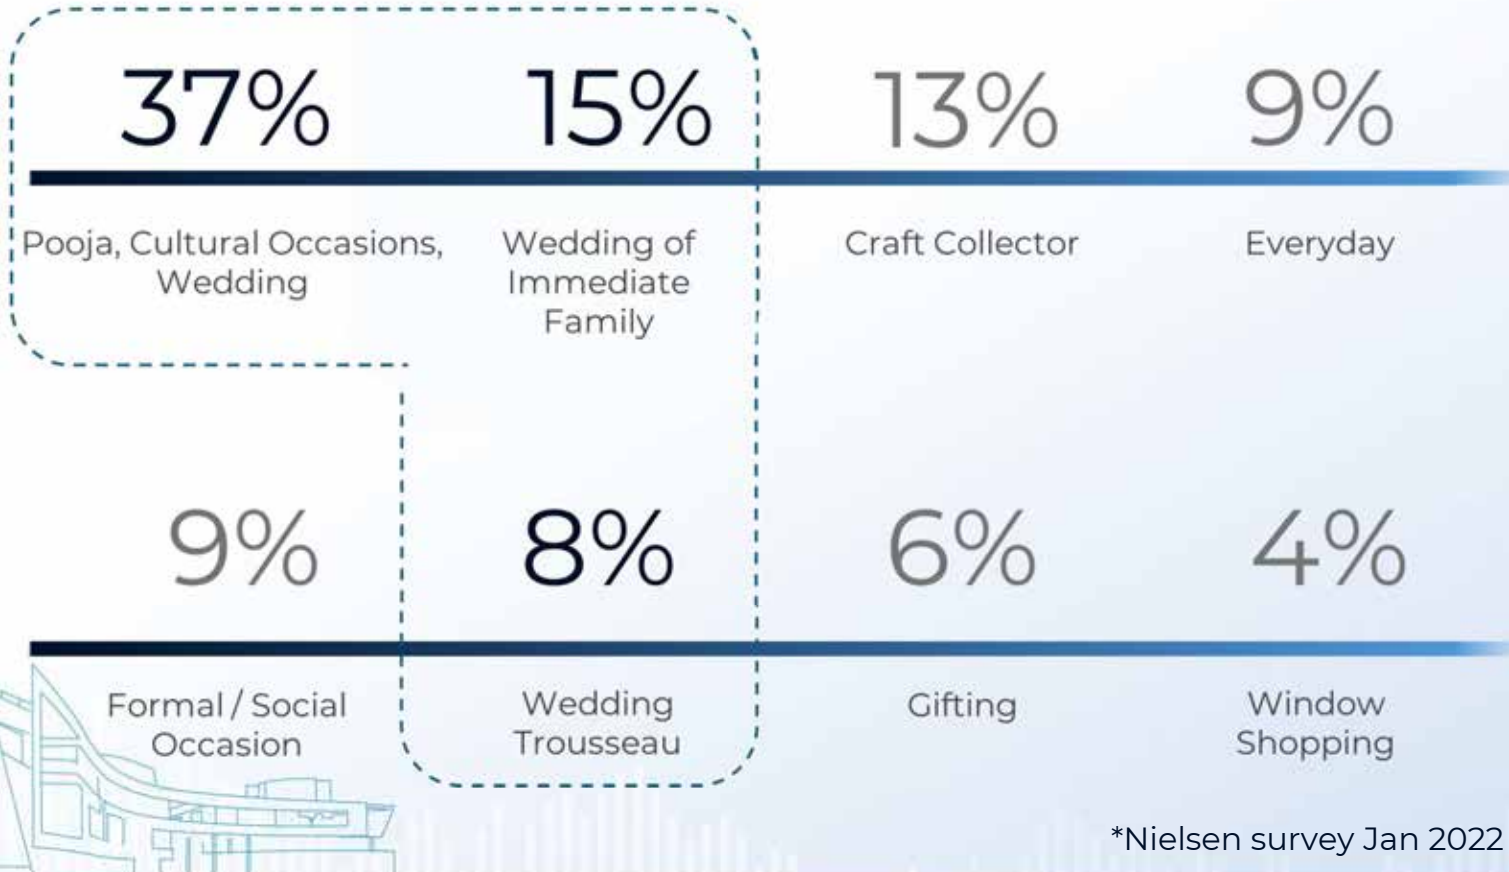 37%
15%
13%
9%
Pooja, Cultural Occasions,
Wedding
Wedding of
Immediate
Family
Craft Collector
Everyday
9%
8%
6%
4%
Formal / Social
Occasion
Wedding
Trousseau
Gifting
Window
Shopping
*Nielsen survey Jan 2022